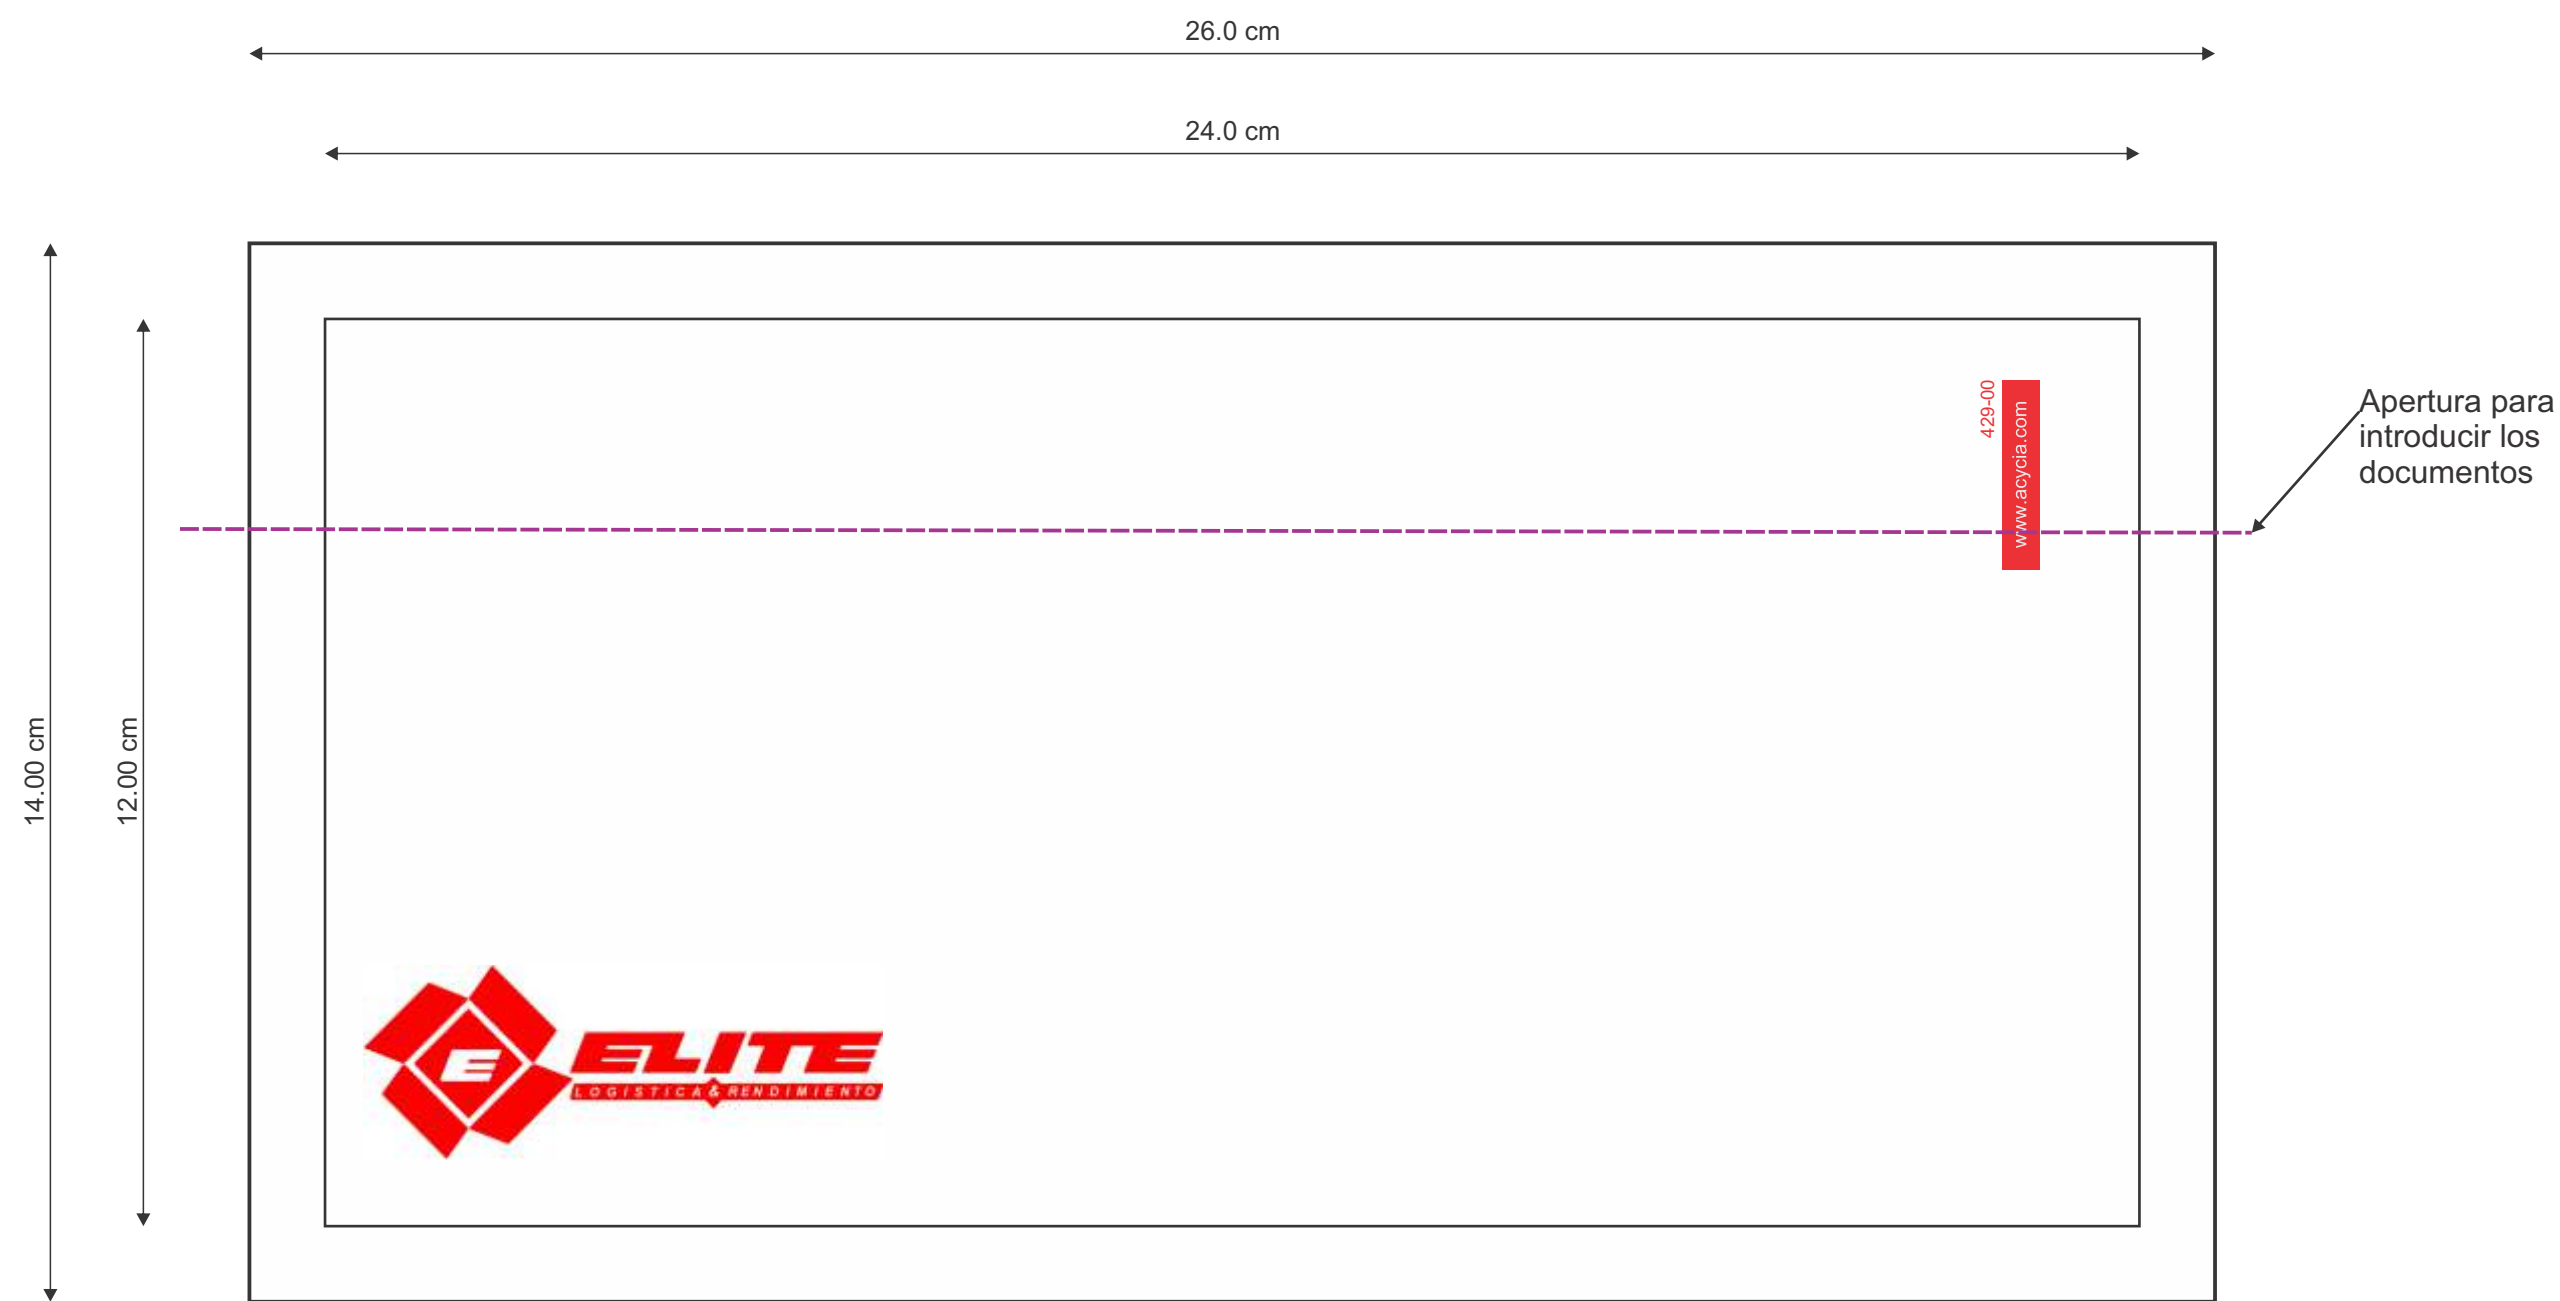 26.0 cm
24.0 cm
14.00 cm
12.00 cm
429-00
www.acycia.com
Apertura para
introducir los
documentos
E
ELITE
LOGÍSTICA & RENDIMIENTO